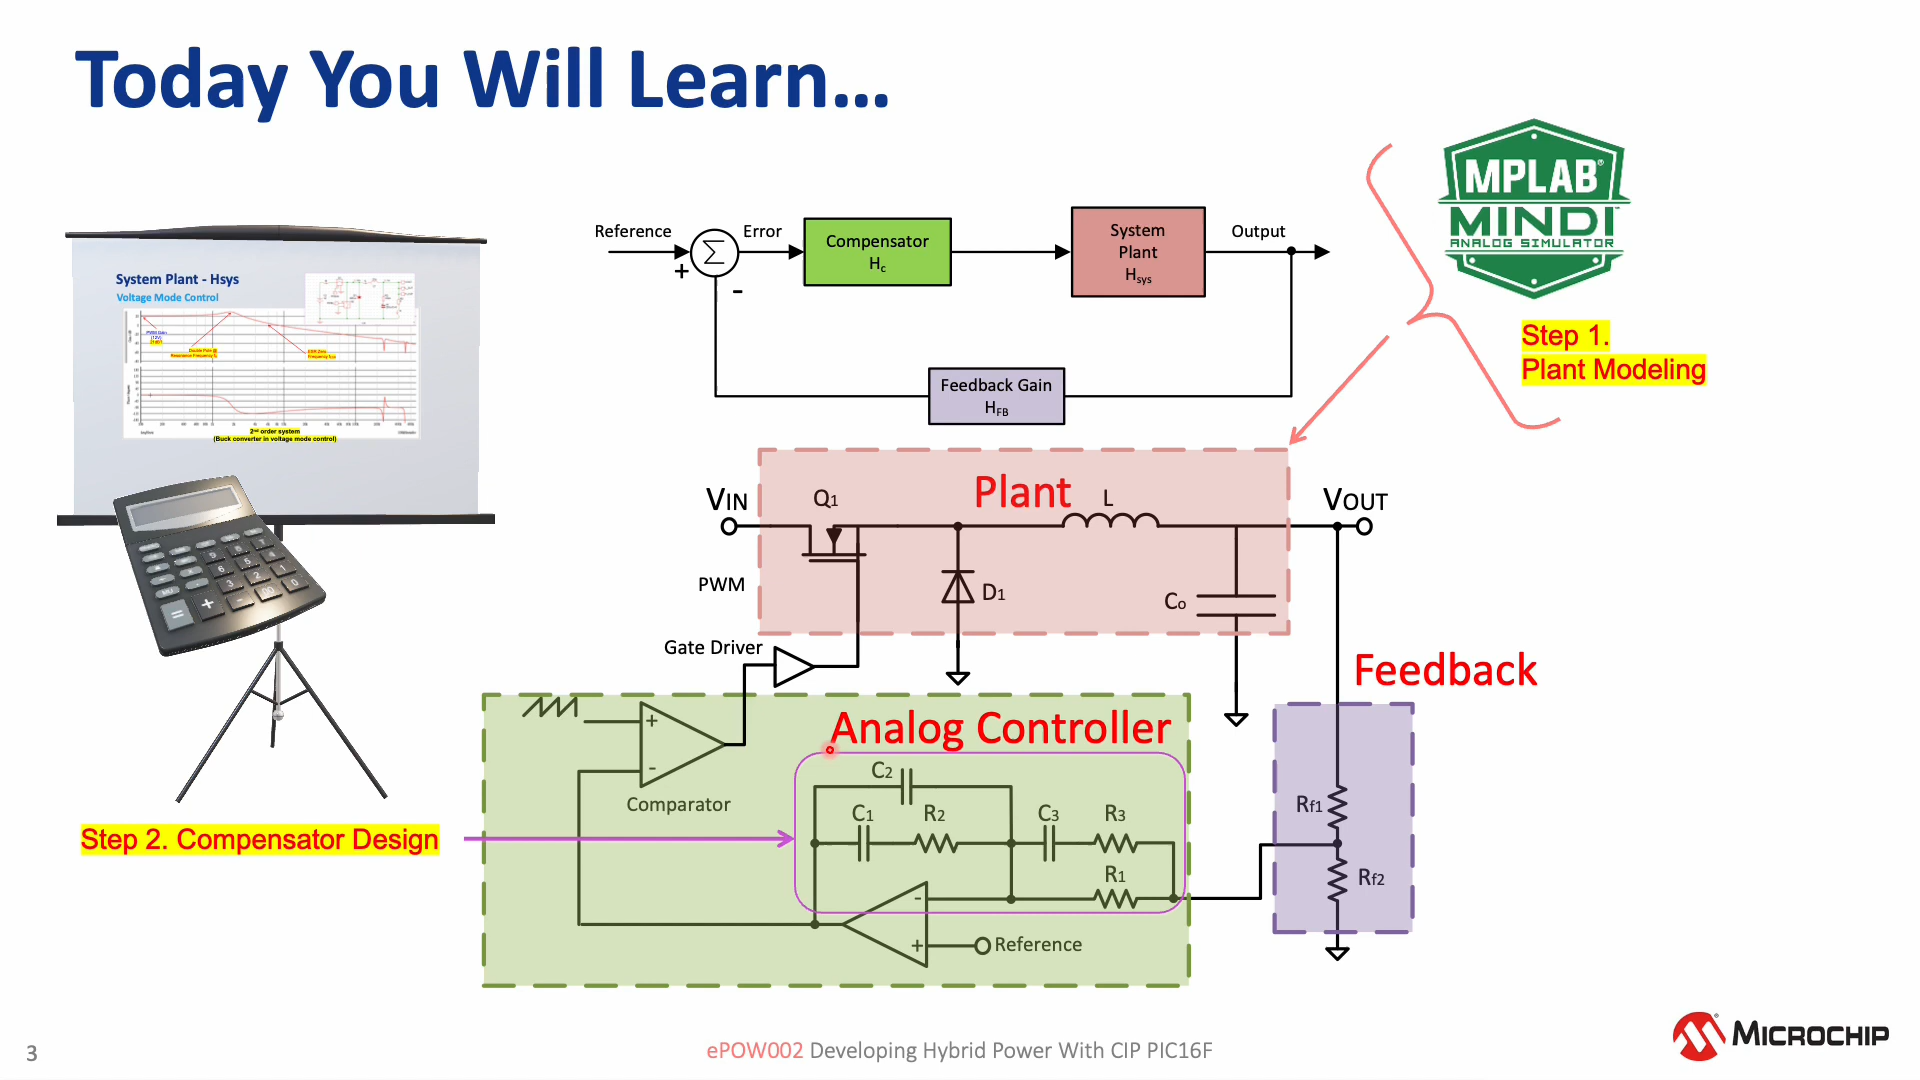 Today You Will Learn...
MPLAB®
MINDI™
ANALOG SIMULATOR
Step 1.
Plant Modeling
Reference
Error
Compensator
Hc
System
Plant
Hsys
Output
+
-
Feedback Gain
HFB
System Plant - Hsys
Voltage Mode Control
2nd order system
(Buck converter in voltage mode control)
Plant
VIN
Q1
L
VOUT
PWM
D1
Co
Gate Driver
Feedback
Analog Controller
+
-
Comparator
C2
C1
R2
C3
R3
R1
-
+
Reference
Rf1
Rf2
Step 2. Compensator Design
3
ePOW002 Developing Hybrid Power With CIP PIC16F
MICROCHIP